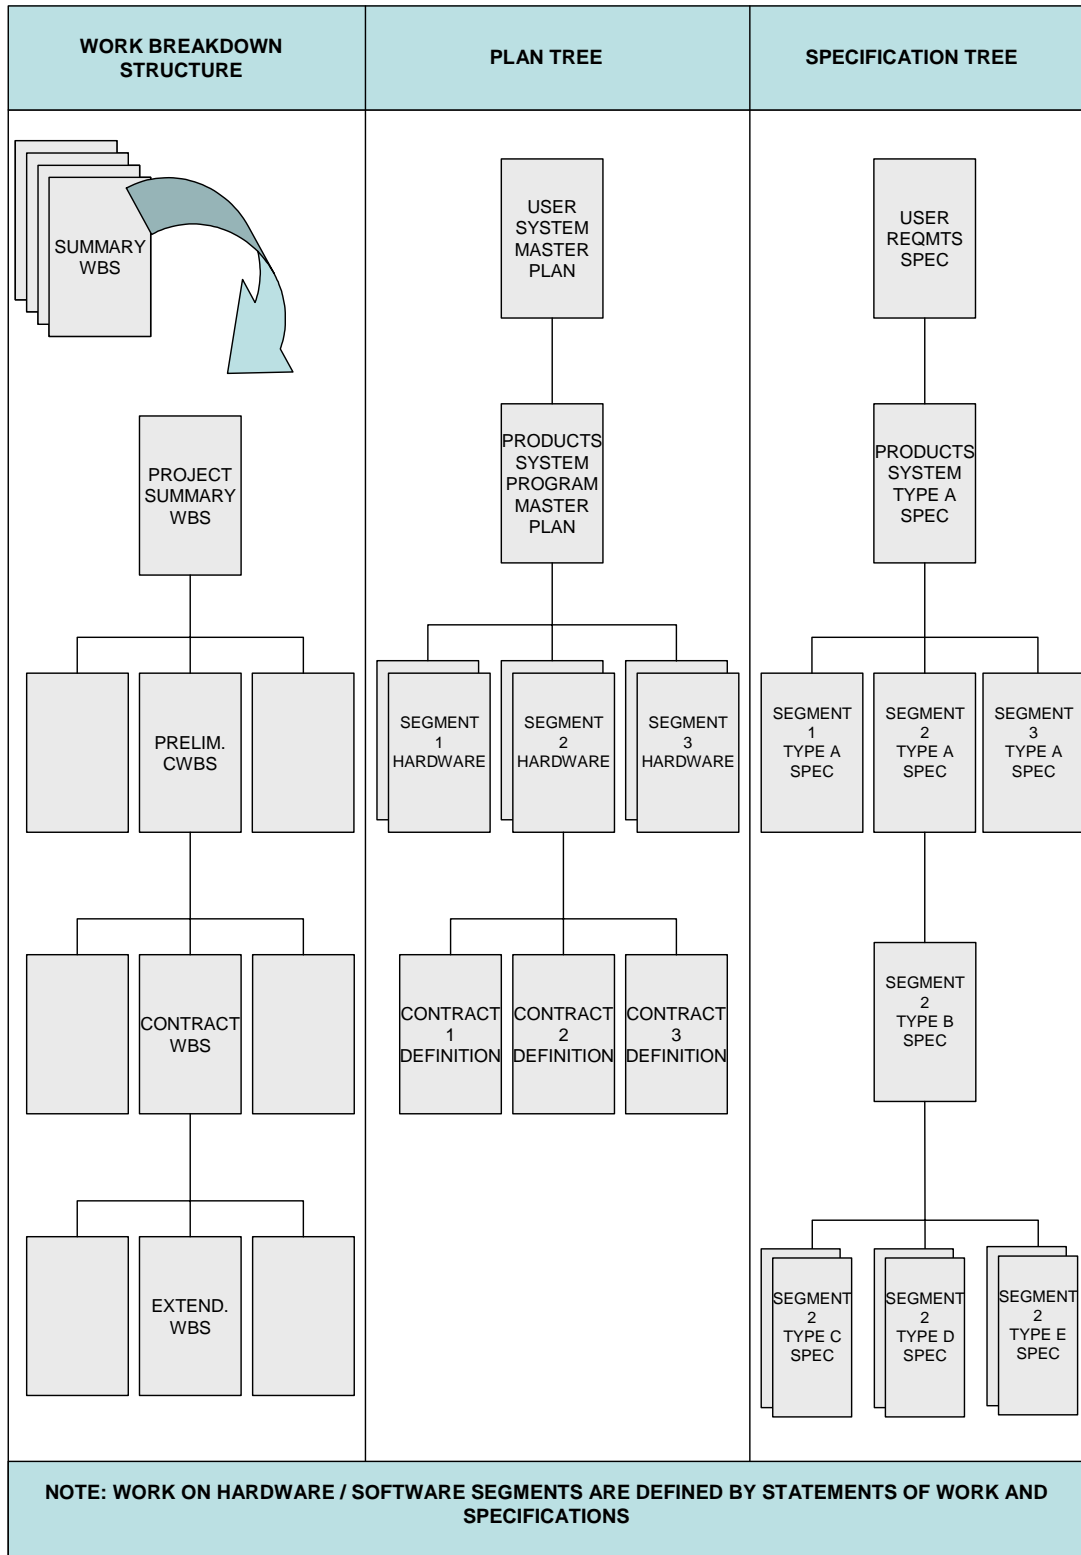 WORK BREAKDOWN
STRUCTURE
PLAN TREE
SPECIFICATION TREE
SUMMARY
WBS
PROJECT
SUMMARY
WBS
PRELIM.
CWBS
CONTRACT
WBS
EXTEND.
WBS
USER
SYSTEM
MASTER
PLAN
PRODUCTS
SYSTEM
PROGRAM
MASTER
PLAN
SEGMENT
1
HARDWARE
SEGMENT
2
HARDWARE
SEGMENT
3
HARDWARE
CONTRACT
1
DEFINITION
CONTRACT
2
DEFINITION
CONTRACT
3
DEFINITION
USER
REQMTS
SPEC
PRODUCTS
SYSTEM
TYPE A
SPEC
SEGMENT
1
TYPE A
SPEC
SEGMENT
2
TYPE A
SPEC
SEGMENT
3
TYPE A
SPEC
SEGMENT
2
TYPE B
SPEC
SEGMENT
2
TYPE C
SPEC
SEGMENT
2
TYPE D
SPEC
SEGMENT
2
TYPE E
SPEC
NOTE: WORK ON HARDWARE / SOFTWARE SEGMENTS ARE DEFINED BY STATEMENTS OF WORK AND
SPECIFICATIONS